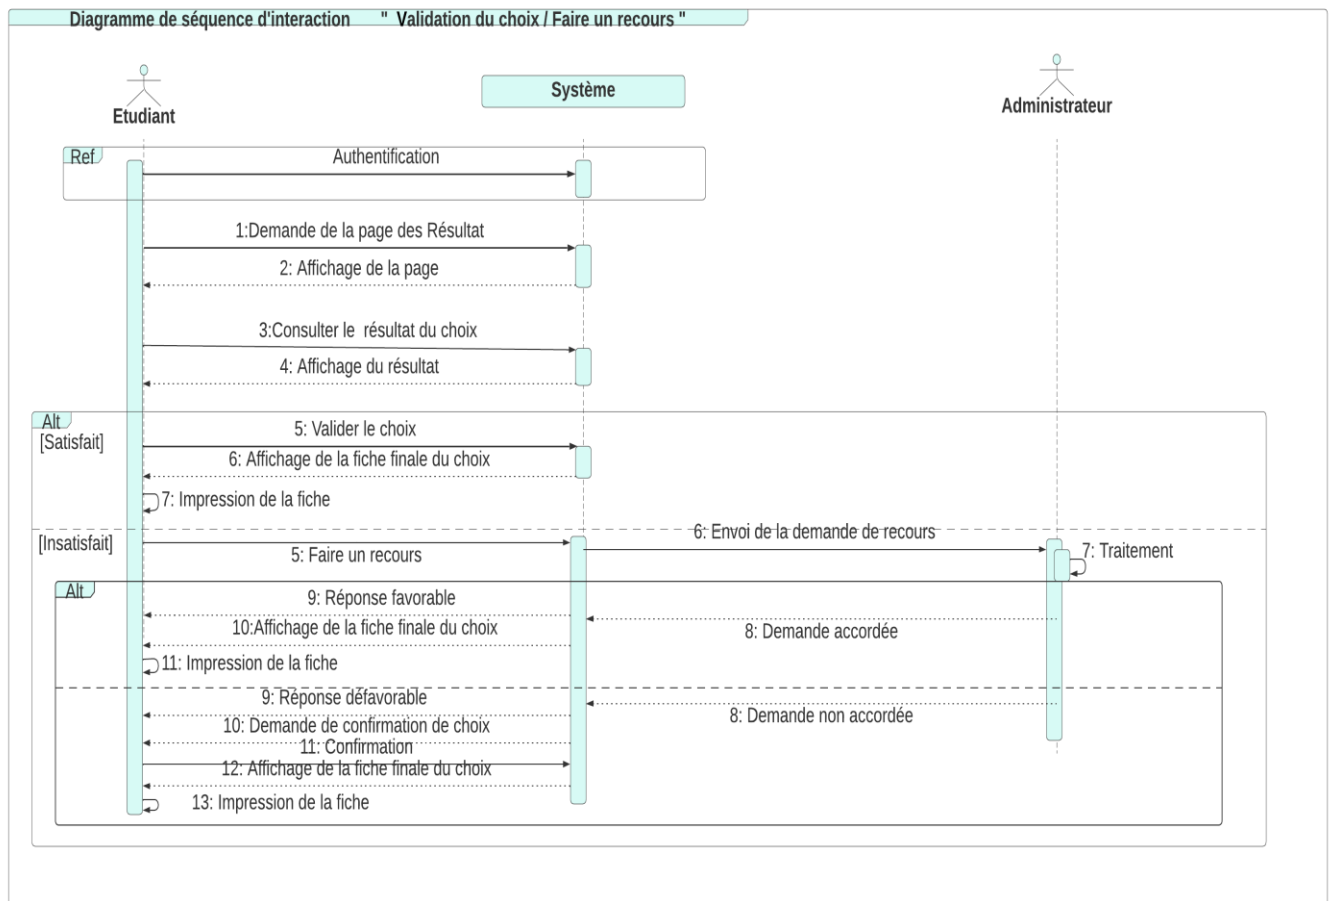 Diagramme de séquence d'interaction " Validation du choix / Faire un recours "
Etudiant
Système
Administrateur
Ref
Authentification
1:Demande de la page des Résultat
2: Affichage de la page
3:Consulter le résultat du choix
4: Affichage du résultat
Alt
[Satisfait]
5: Valider le choix
6: Affichage de la fiche finale du choix
7: Impression de la fiche
[Insatisfait]
5: Faire un recours
6: Envoi de la demande de recours
7: Traitement
Alt
9: Réponse favorable
8: Demande accordée
10:Affichage de la fiche finale du choix
11: Impression de la fiche
9: Réponse défavorable
8: Demande non accordée
10: Demande de confirmation de choix
11: Confirmation
12: Affichage de la fiche finale du choix
13: Impression de la fiche